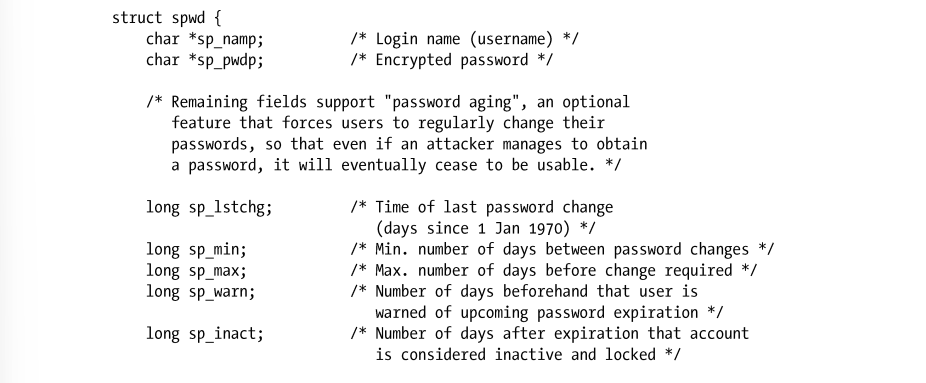 struct spwd {
char *sp_namp; /* Login name (username) */
char *sp_pwdp; /* Encrypted password */
/* Remaining fields support "password aging", an optional
feature that forces users to regularly change their
passwords, so that even if an attacker manages to obtain
a password, it will eventually cease to be usable. */
long sp_lstchg; /* Time of last password change
(days since 1 Jan 1970) */
long sp_min; /* Min. number of days between password changes */
long sp_max; /* Max. number of days before change required */
long sp_warn; /* Number of days beforehand that user is
warned of upcoming password expiration */
long sp_inact; /* Number of days after expiration that account
is considered inactive and locked */